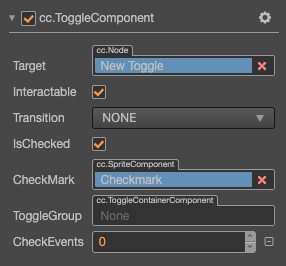 cc.ToggleComponent
cc.Node
Target New Toggle
Interactable
Transition NONE
IsChecked
cc.SpriteComponent
CheckMark Checkmark
cc.ToggleContainerComponent
ToggleGroup None
CheckEvents 0